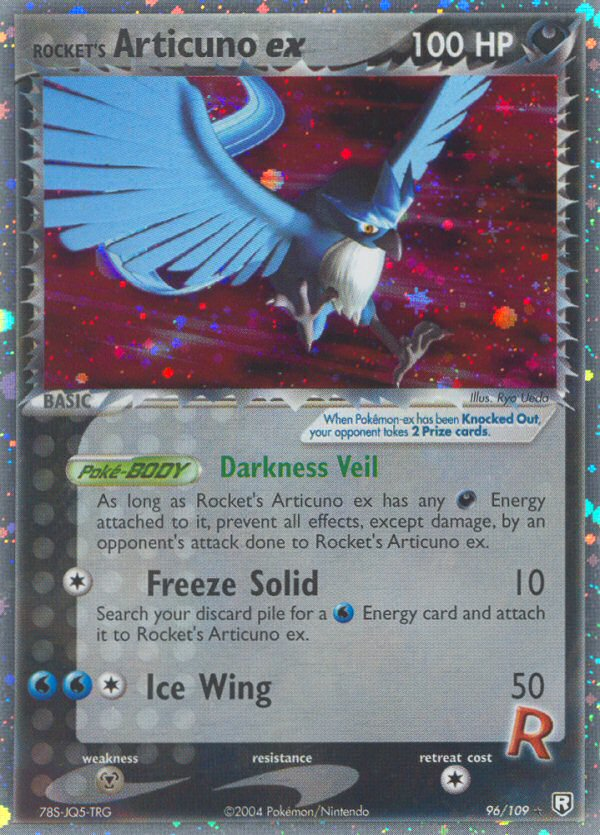 ROCKET'S Articuno ex 100 HP
BASIC
Illus. Ryo Ueda
When Pokémon-ex has been Knocked Out,
your opponent takes 2 Prize cards.
Poké-BODY Darkness Veil
As long as Rocket's Articuno ex has any Energy
attached to it, prevent all effects, except damage, by an
opponent's attack done to Rocket's Articuno ex.
Freeze Solid 10
Search your discard pile for a Energy card and attach
it to Rocket's Articuno ex.
Ice Wing 50
R
weakness resistance retreat cost
78S-JQ5-TRG ©2004 Pokémon/Nintendo 96/109 R